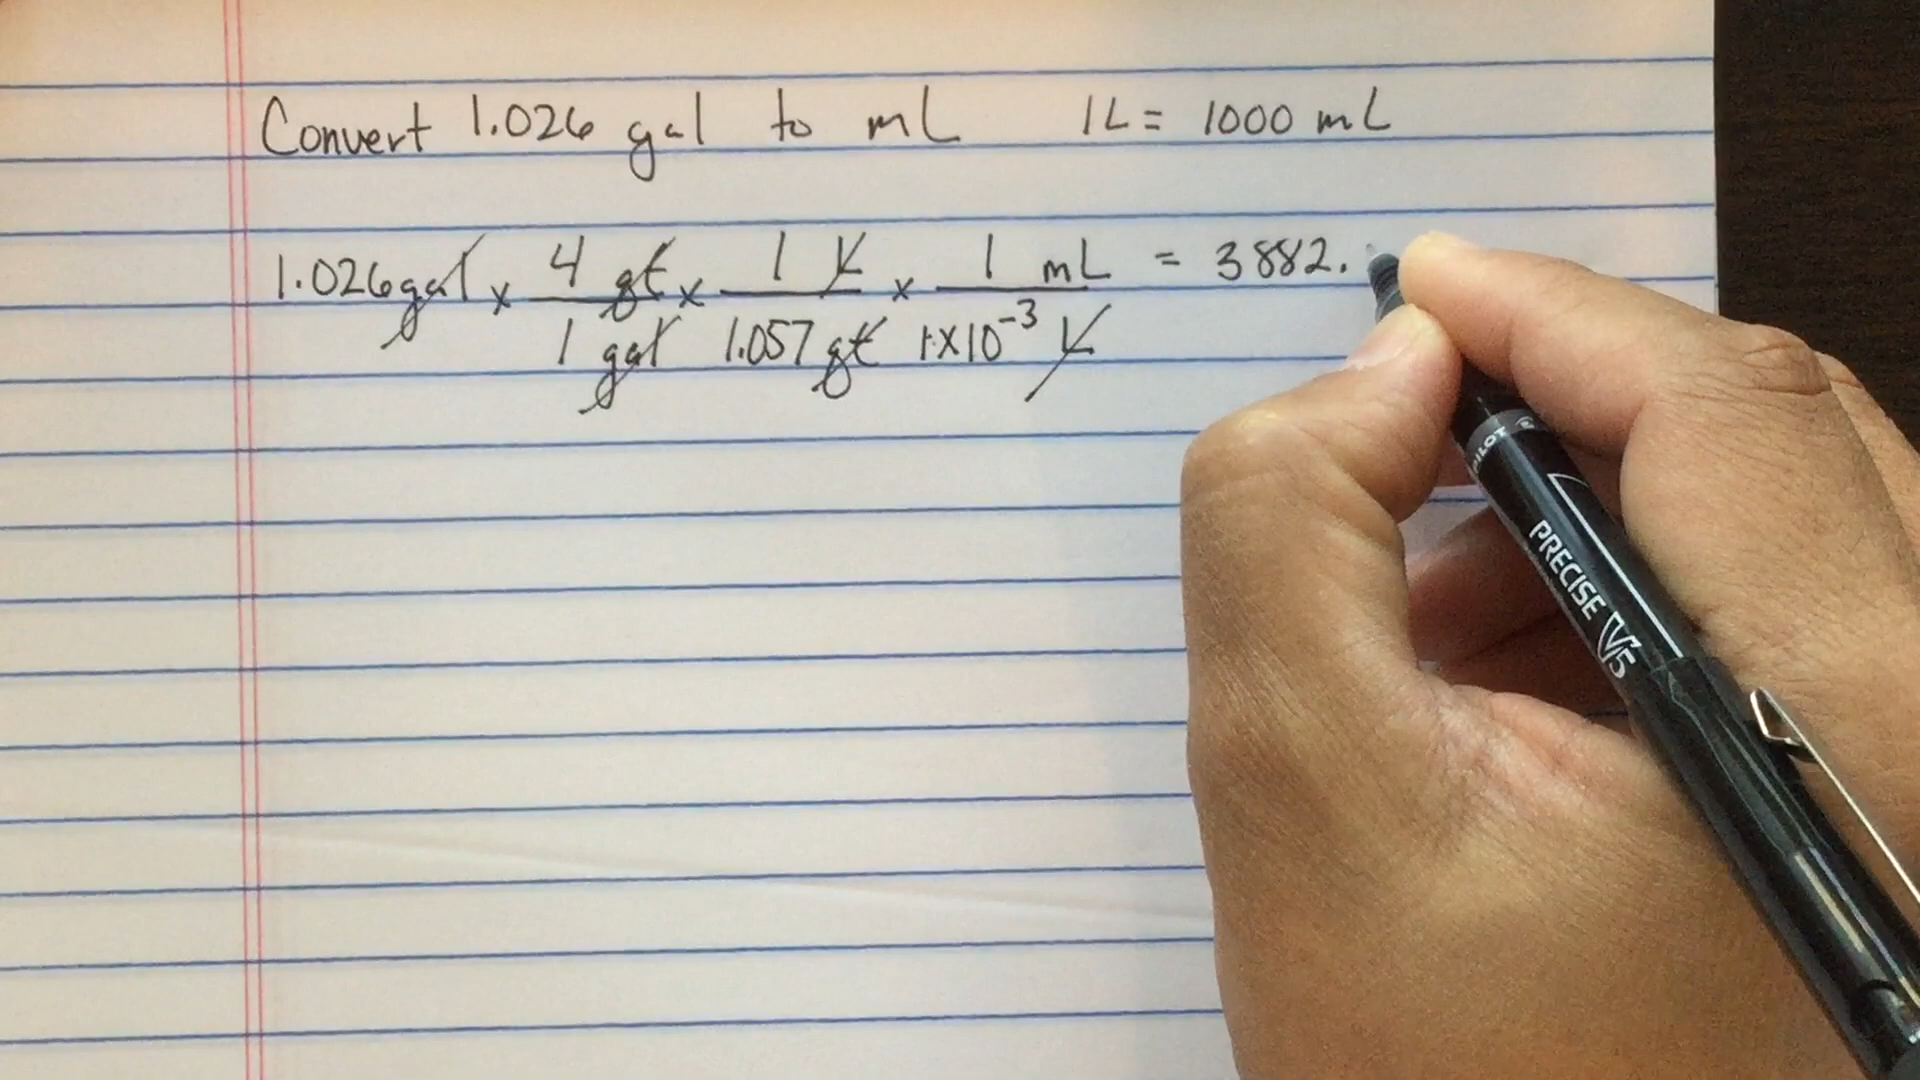 Convert 1.026 gal to mL 1L = 1000 mL
1.026 gal x 4 qt x 1 L x 1 mL = 3882.
1 gal 1.057 qt 1x10⁻³ L
PILOT
PRECISE V5